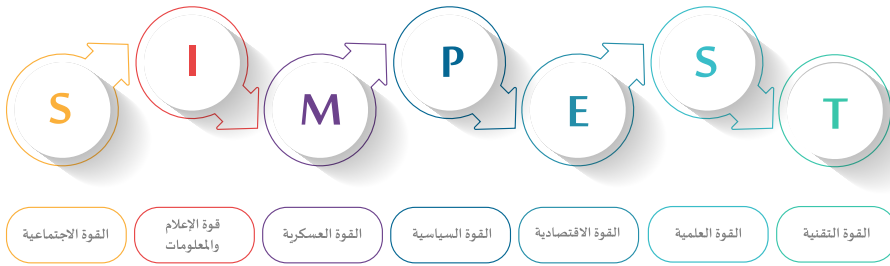 S
I
M
P
E
S
T
القوة الاجتماعية
قوة الإعلام
والمعلومات
القوة العسكرية
القوة السياسية
القوة الاقتصادية
القوة العلمية
القوة التقنية